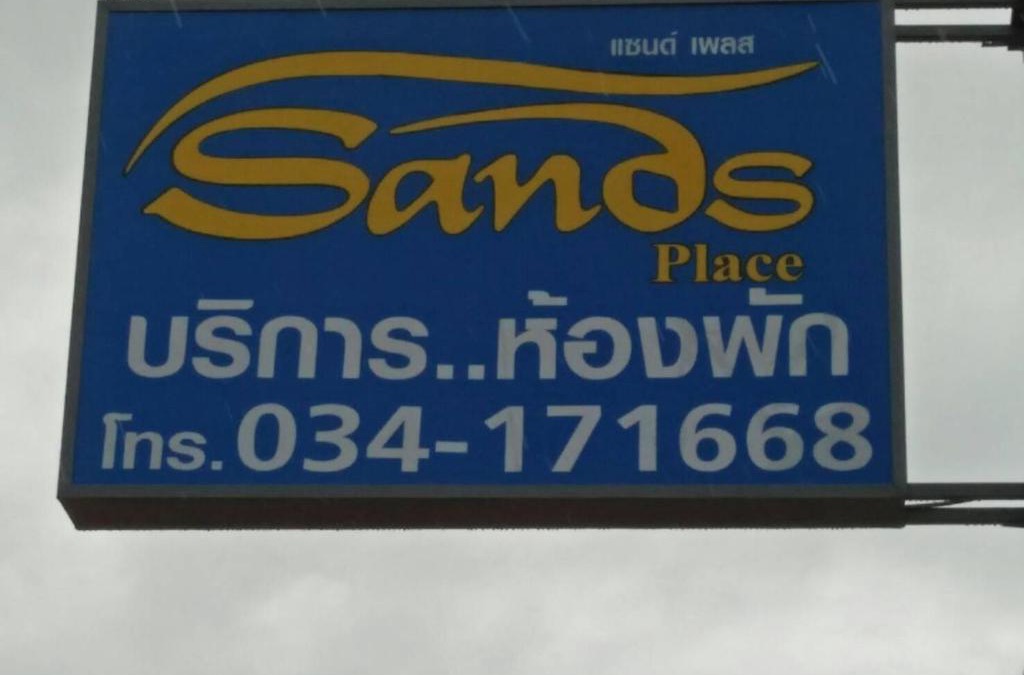 แซนด์ เพลส
Sands
Place
บริการ..ห้องพัก
โทร.034-171668